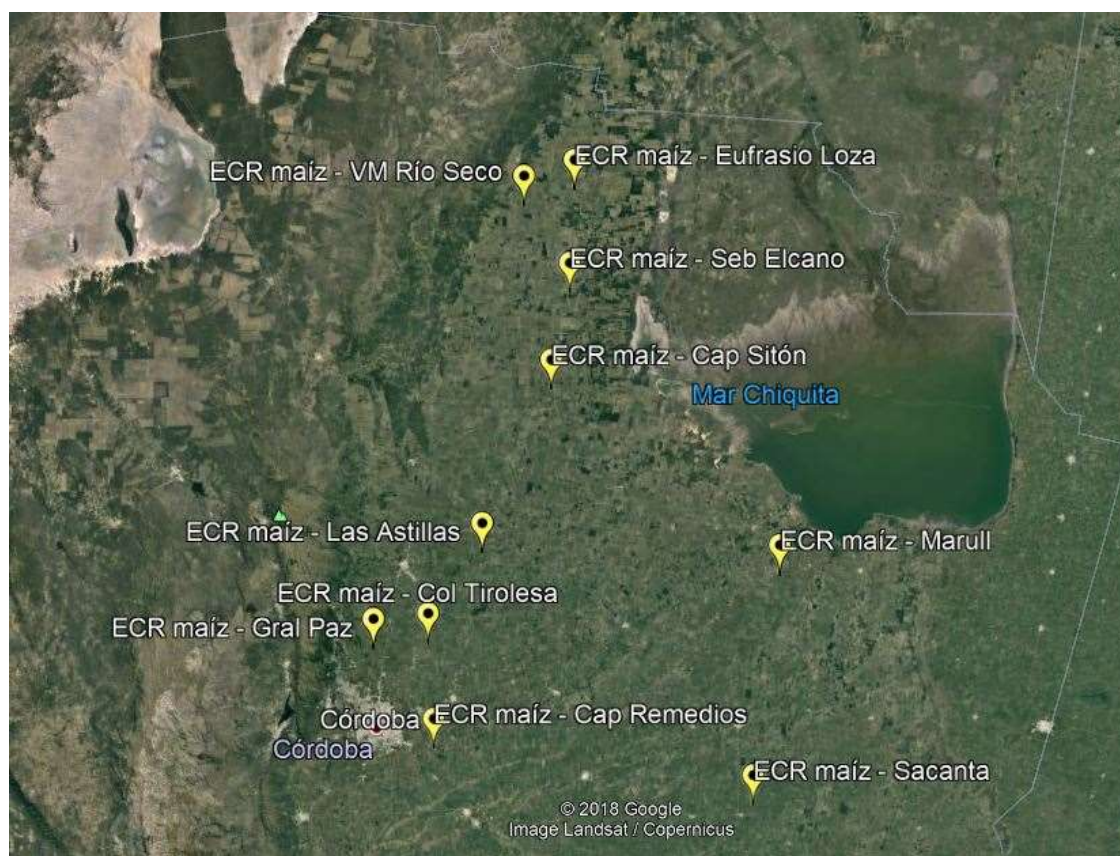 ECR maíz - Eufrasio Loza
ECR maíz - VM Río Seco
ECR maíz - Seb Elcano
ECR maíz - Cap Sitón
Mar Chiquita
ECR maíz - Las Astillas
ECR maíz - Marull
ECR maíz - Col Tirolesa
ECR maíz - Gral Paz
Córdoba
ECR maíz - Cap Remedios
Córdoba
ECR maíz - Sacanta
© 2018 Google
Image Landsat / Copernicus